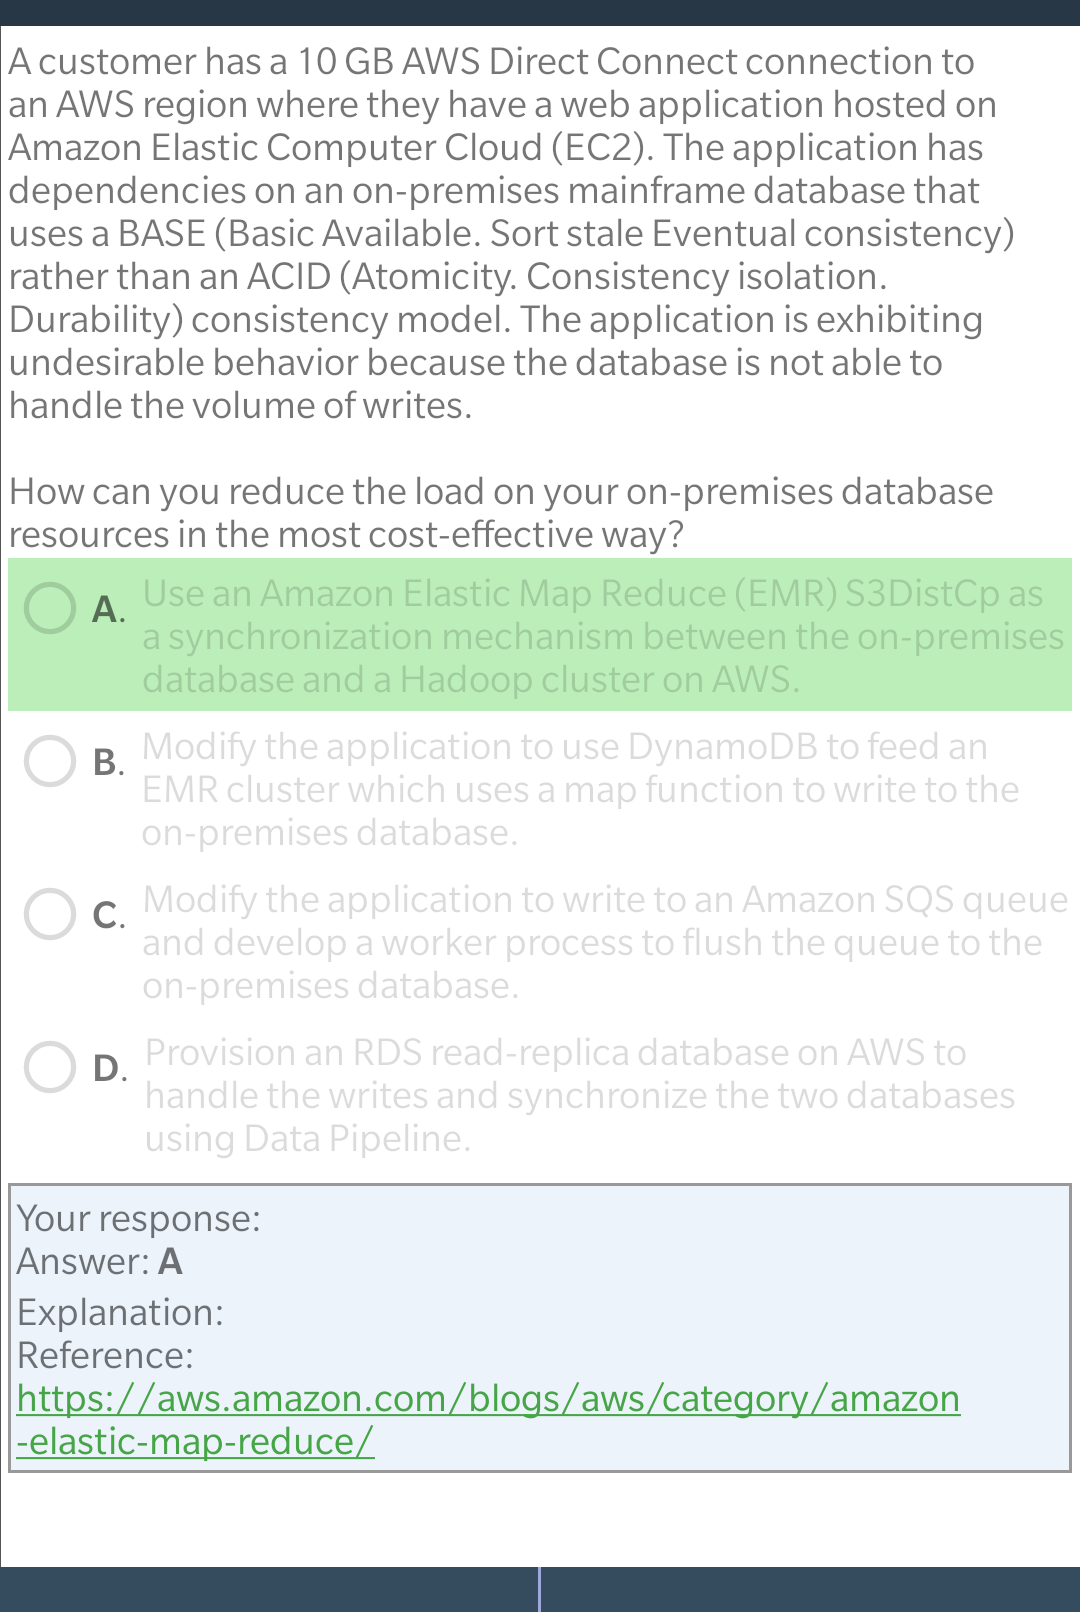 A customer has a 10 GB AWS Direct Connect connection to
an AWS region where they have a web application hosted on
Amazon Elastic Computer Cloud (EC2). The application has
dependencies on an on-premises mainframe database that
uses a BASE (Basic Available. Sort stale Eventual consistency)
rather than an ACID (Atomicity. Consistency isolation.
Durability) consistency model. The application is exhibiting
undesirable behavior because the database is not able to
handle the volume of writes.
How can you reduce the load on your on-premises database
resources in the most cost-effective way?
A. Use an Amazon Elastic Map Reduce (EMR) S3DistCp as
a synchronization mechanism between the on-premises
database and a Hadoop cluster on AWS.
B. Modify the application to use DynamoDB to feed an
EMR cluster which uses a map function to write to the
on-premises database.
C. Modify the application to write to an Amazon SQS queue
and develop a worker process to flush the queue to the
on-premises database.
D. Provision an RDS read-replica database on AWS to
handle the writes and synchronize the two databases
using Data Pipeline.
Your response:
Answer: A
Explanation:
Reference:
https://aws.amazon.com/blogs/aws/category/amazon
-elastic-map-reduce/